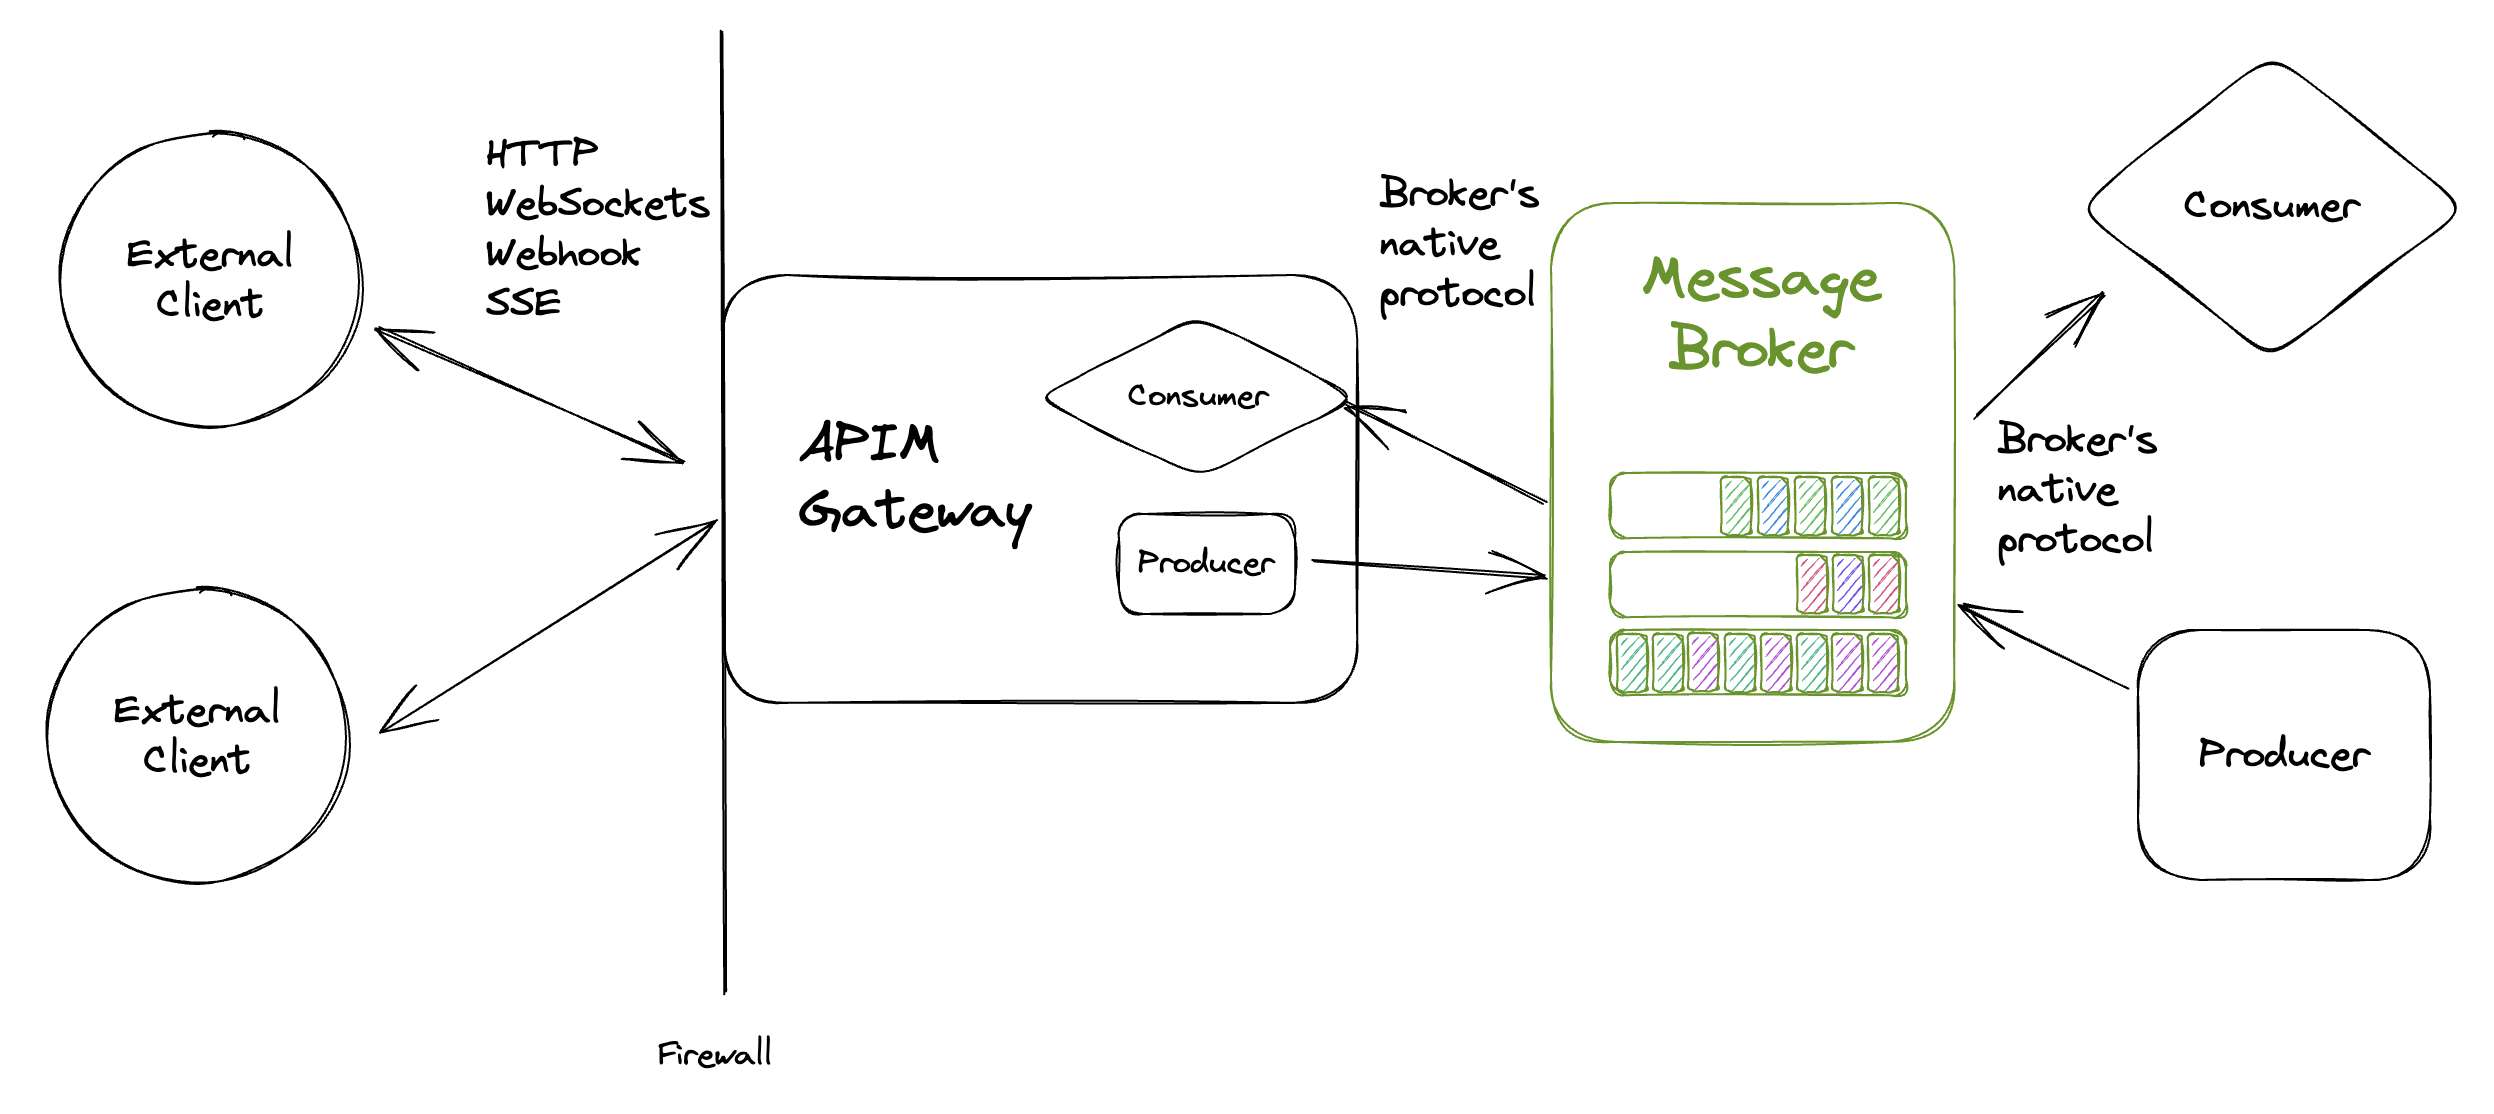 External
Client
HTTP
WebSockets
Webhook
SSE
External
Client
Firewall
APIM
Gateway
Consumer
Producer
Broker's
native
protocol
Message
Broker
Consumer
Broker's
native
protocol
Producer